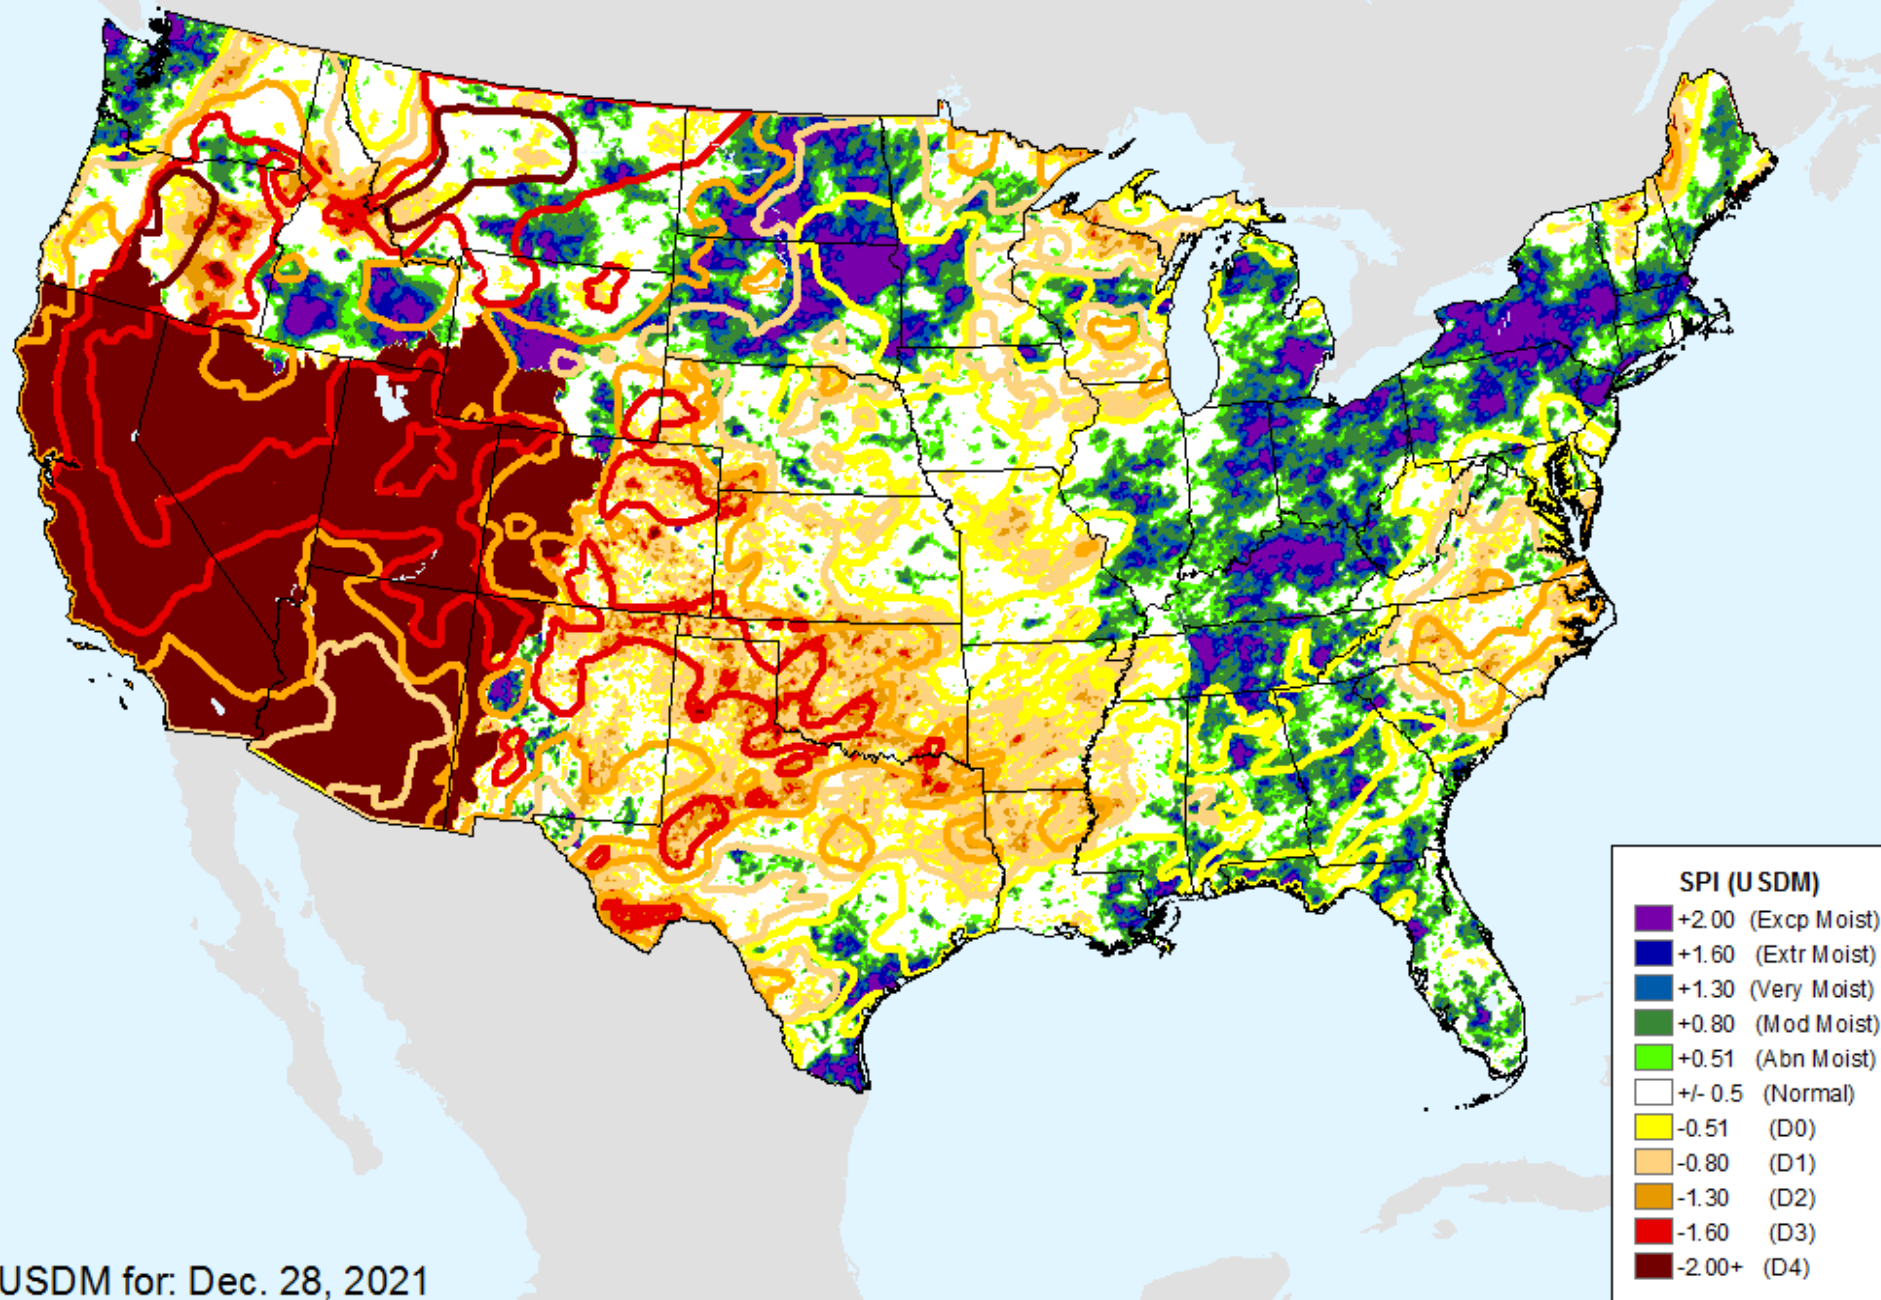 SPI (USDM)
+2.00 (Excp Moist)
+1.60 (Extr Moist)
+1.30 (Very Moist)
+0.80 (Mod Moist)
+0.51 (Abn Moist)
+/- 0.5 (Normal)
-0.51 (D0)
-0.80 (D1)
-1.30 (D2)
-1.60 (D3)
-2.00+ (D4)
USDM for: Dec. 28, 2021